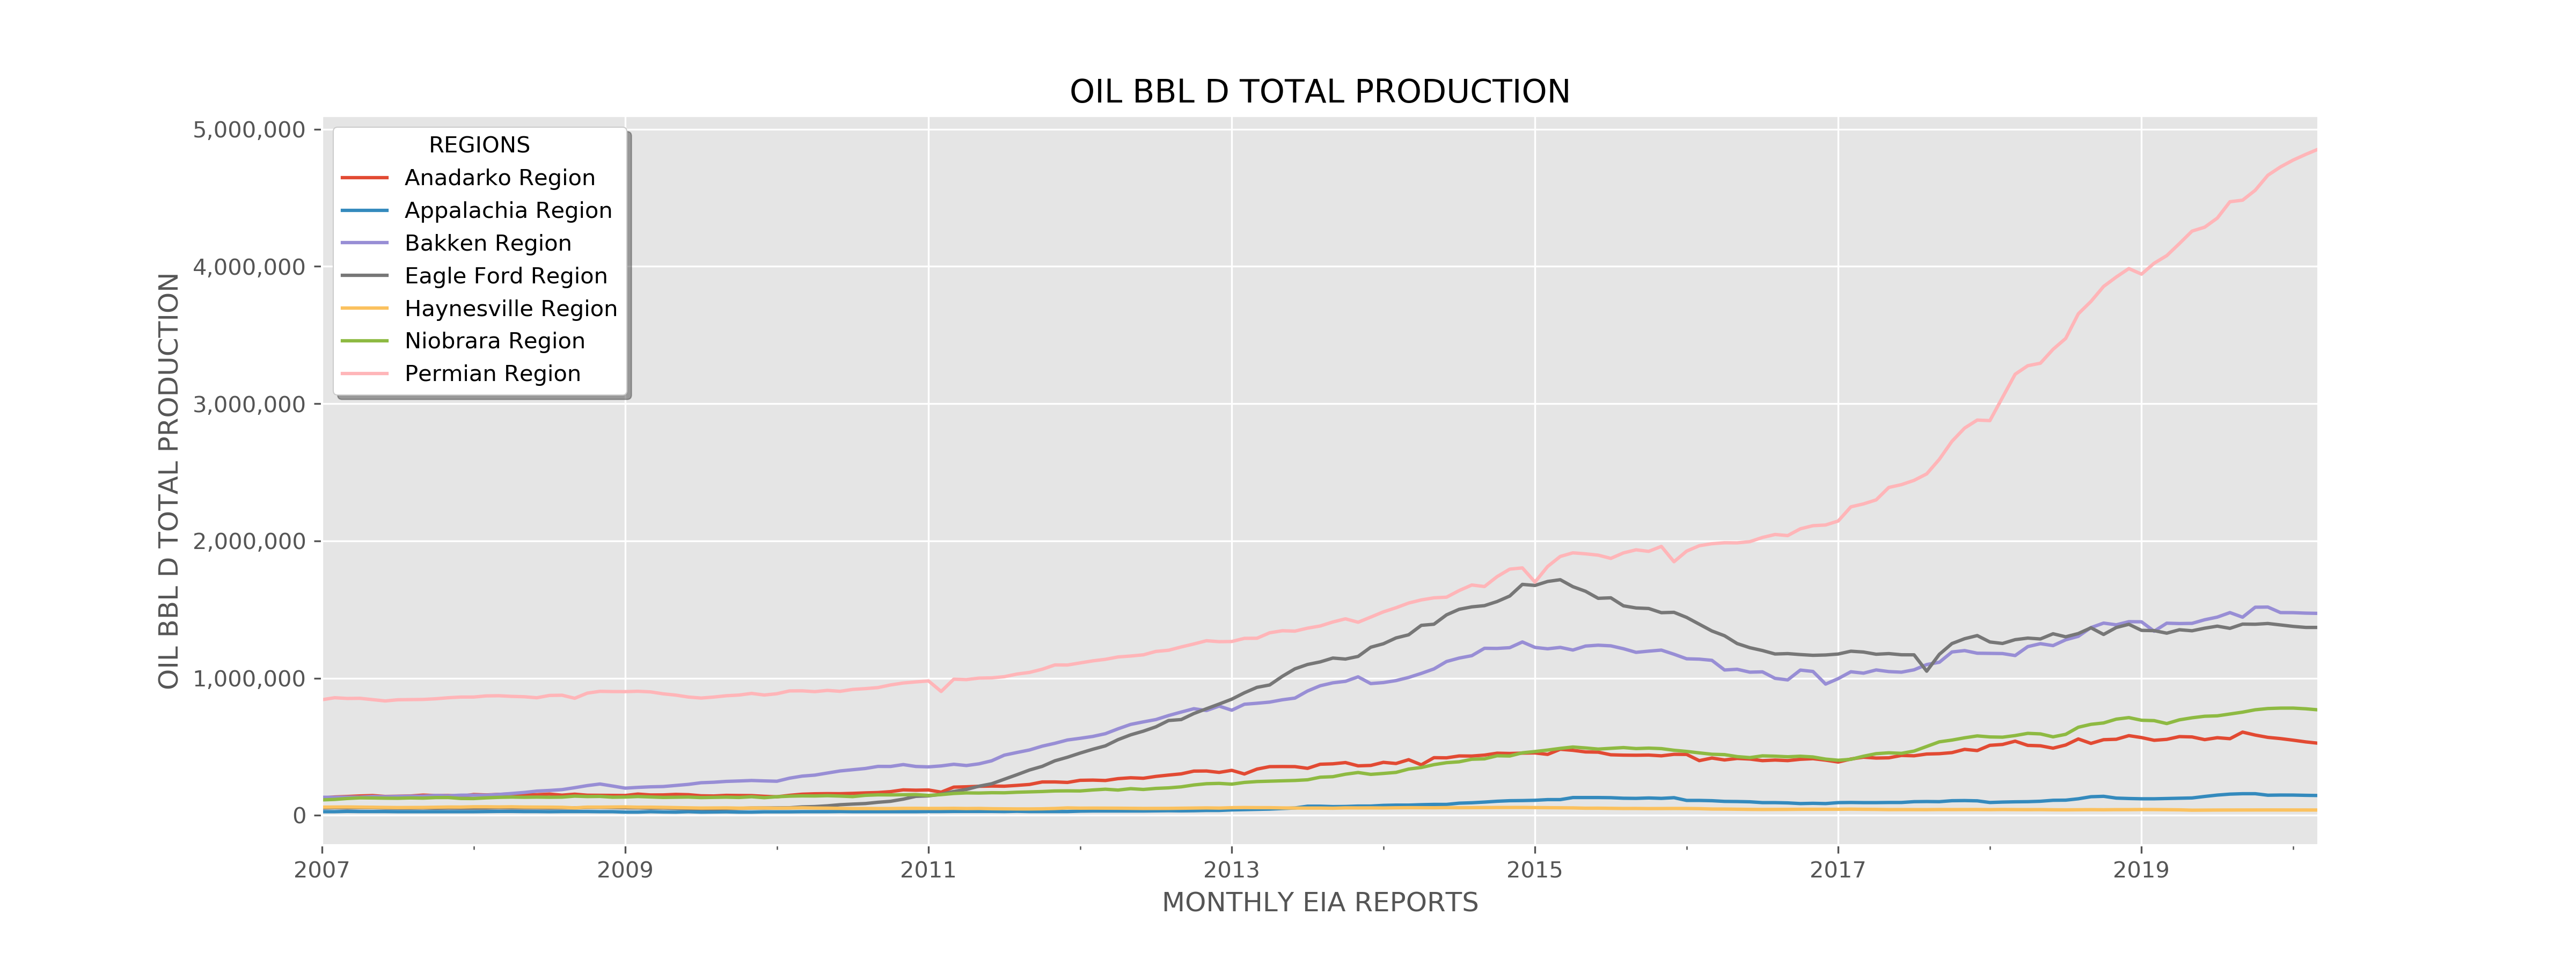 OIL BBL D TOTAL PRODUCTION
5,000,000
4,000,000
3,000,000
2,000,000
1,000,000
0
OIL BBL D TOTAL PRODUCTION
REGIONS
Anadarko Region
Appalachia Region
Bakken Region
Eagle Ford Region
Haynesville Region
Niobrara Region
Permian Region
2007 2009 2011 2013 2015 2017 2019
MONTHLY EIA REPORTS